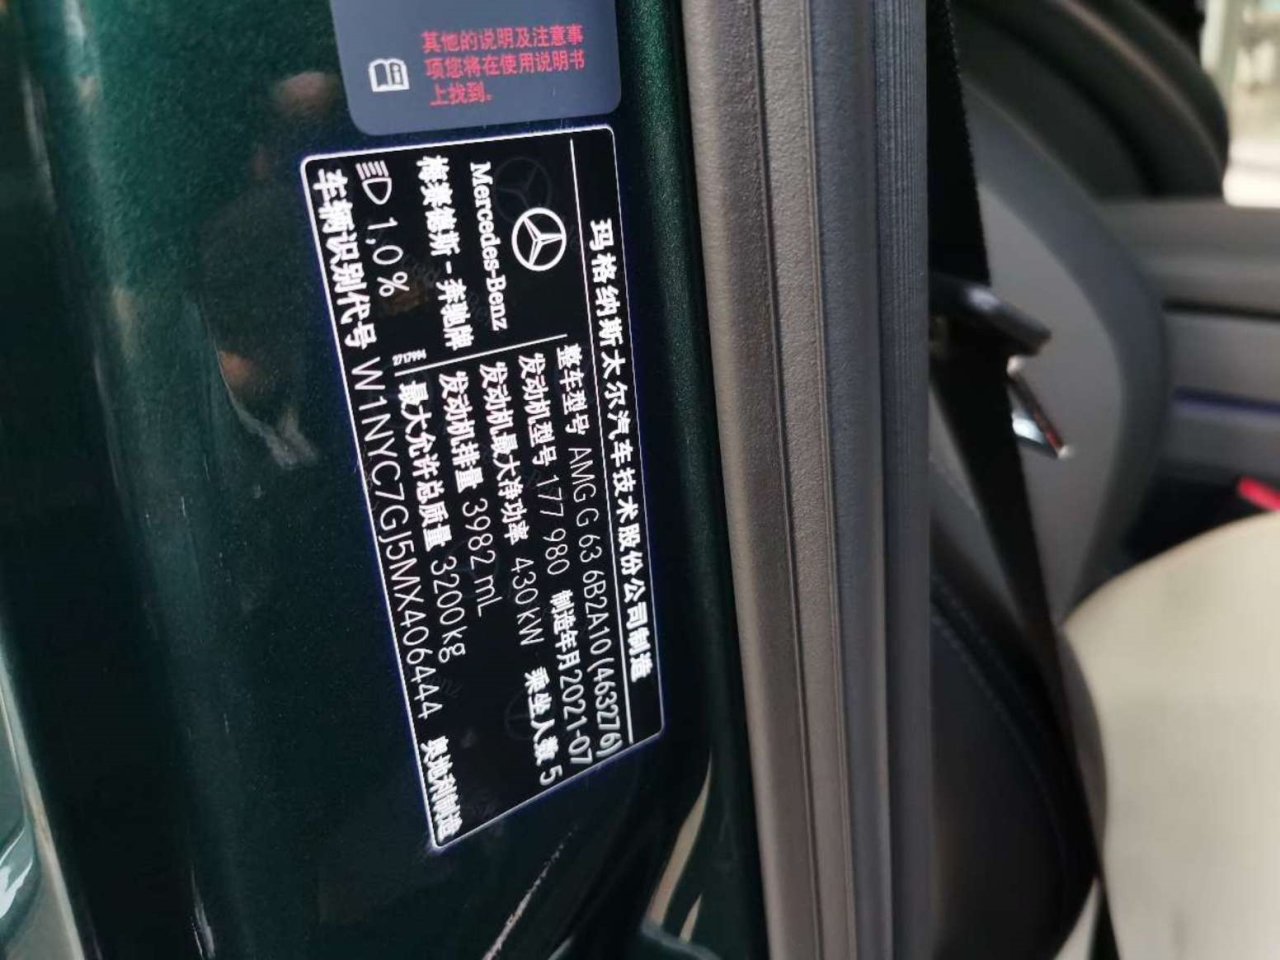 其他的说明及注意事
项您将在使用说明书
上找到。
玛格纳斯太尔汽车技术股份公司制造
Mercedes-Benz
梅赛德斯-奔驰牌
整车型号 AMG G 63 6B2A10 (463276)
发动机型号 177 980 制造年月 2021-07
发动机最大净功率 430 kW 乘坐人数 5
发动机排量 3982 mL
最大允许总质量 3200 kg
1,0 %
2717994
车辆识别代号 W1NYC7GJ5MX406444 奥地利制造